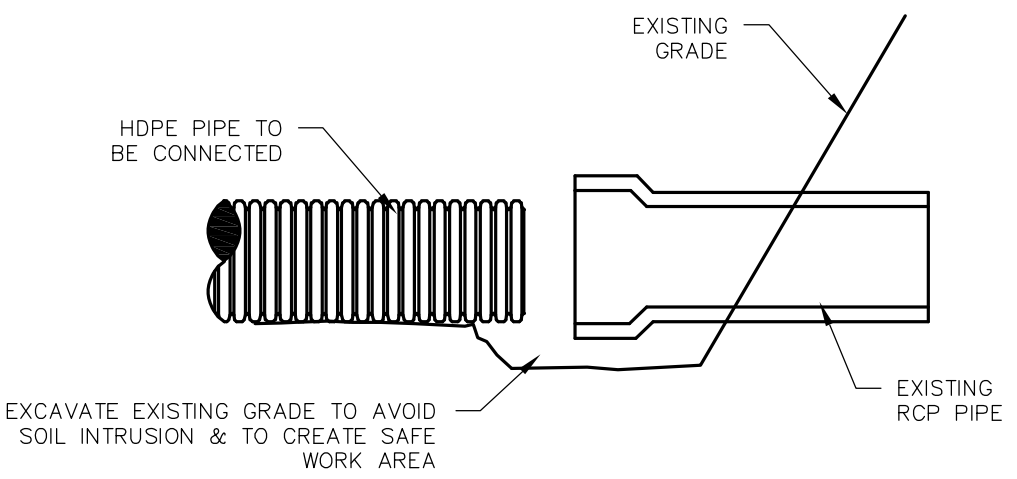 EXISTING
GRADE
HDPE PIPE TO
BE CONNECTED
EXISTING
RCP PIPE
EXCAVATE EXISTING GRADE TO AVOID
SOIL INTRUSION & TO CREATE SAFE
WORK AREA